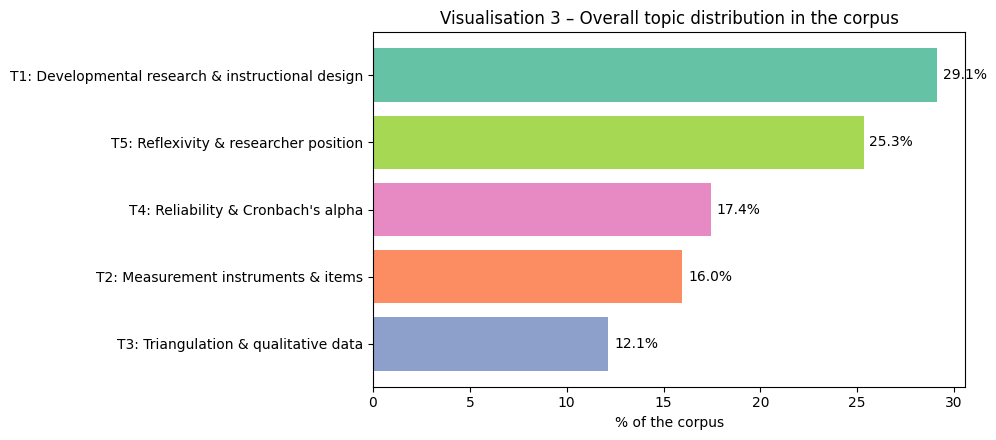 Visualisation 3 – Overall topic distribution in the corpus
T1: Developmental research & instructional design
29.1%
T5: Reflexivity & researcher position
25.3%
T4: Reliability & Cronbach's alpha
17.4%
T2: Measurement instruments & items
16.0%
T3: Triangulation & qualitative data
12.1%
0 5 10 15 20 25 30
% of the corpus